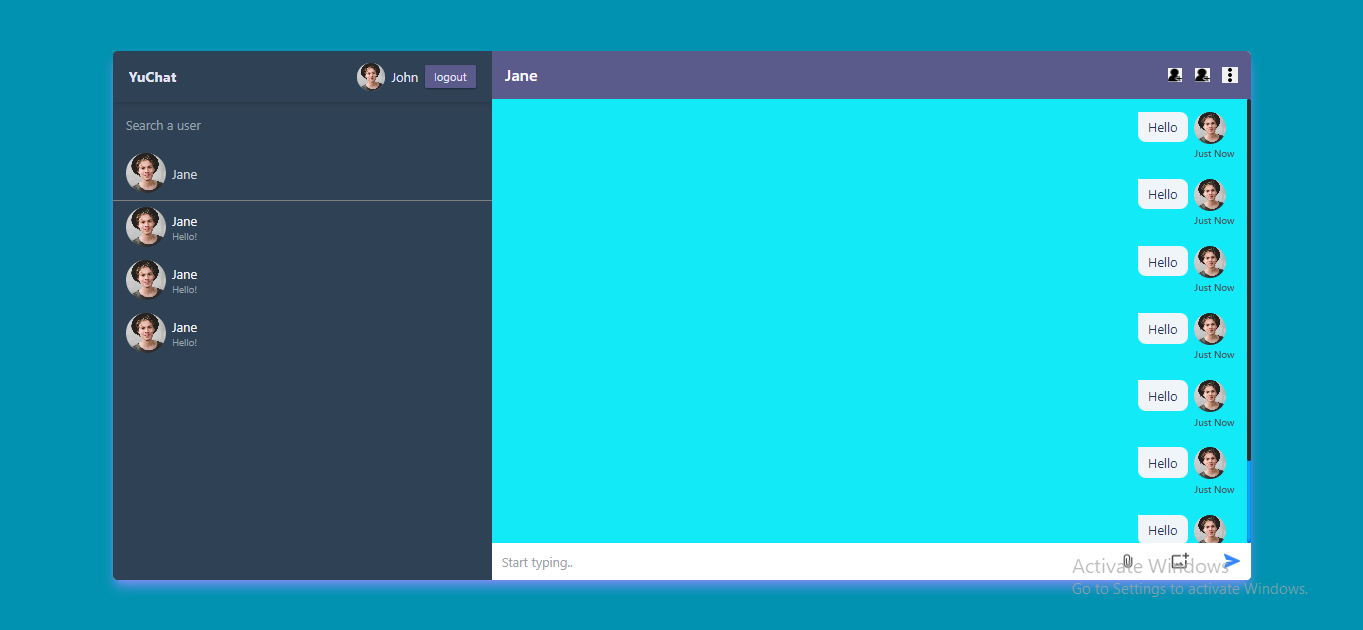 YuChat
John
logout
Search a user
Jane
Jane
Hello!
Jane
Hello!
Jane
Hello!
Jane
Hello
Just Now
Hello
Just Now
Hello
Just Now
Hello
Just Now
Hello
Just Now
Hello
Just Now
Hello
Start typing..
Activate Windows
Go to Settings to activate Windows.